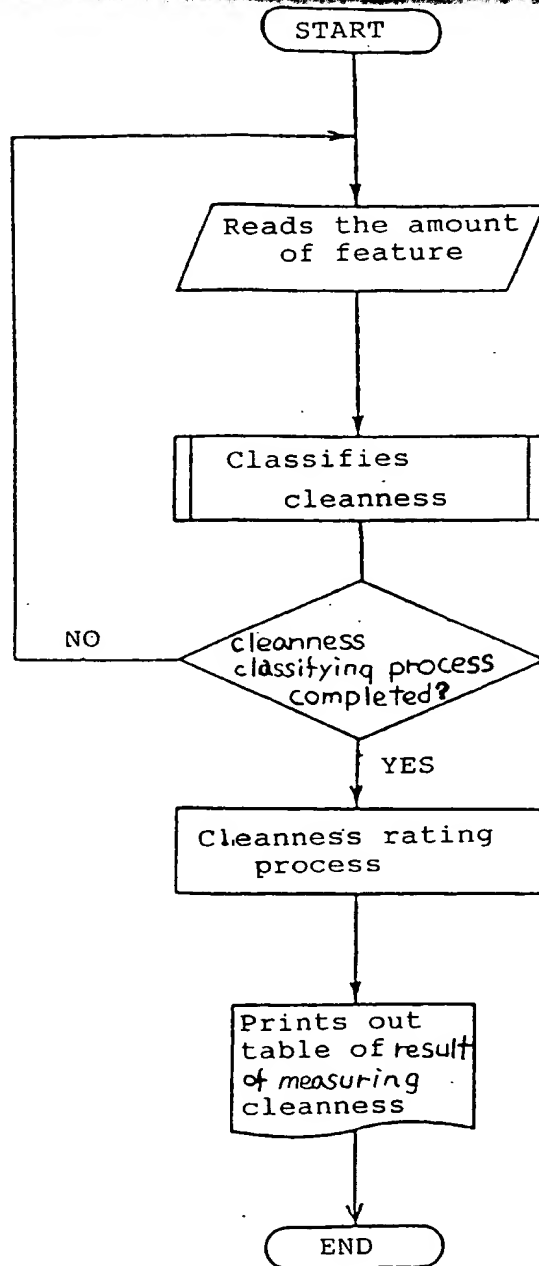 START
Reads the amount
of feature
Classifies
cleanness
NO
cleanness
classifying process
completed?
YES
Cleanness rating
process
Prints out
table of result
of measuring
cleanness
END